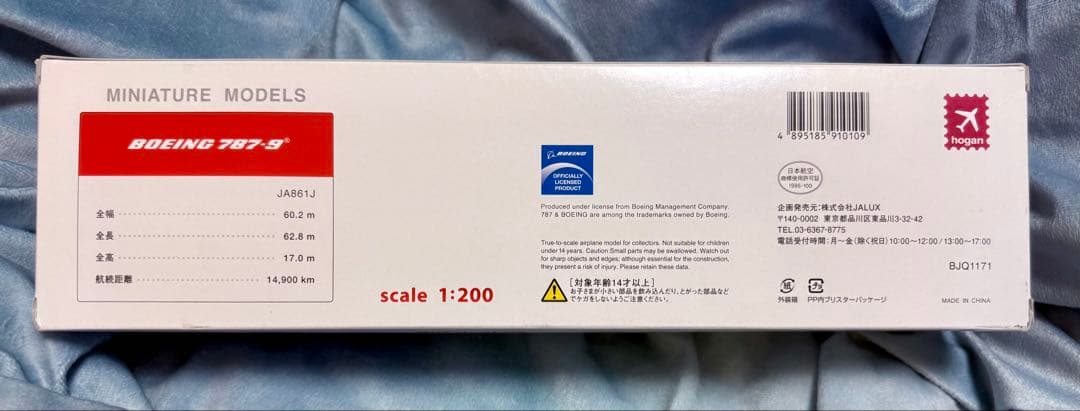 MINIATURE MODELS
BOEING 787-9®
JA861J
全幅 60.2 m
全長 62.8 m
全高 17.0 m
航続距離 14,900 km
scale 1:200
BOEING
OFFICIALLY
LICENSED
PRODUCT
Produced under license from Boeing Management Company.
787 & BOEING are among the trademarks owned by Boeing.
True-to-scale airplane model for collectors. Not suitable for children
under 14 years. Caution:Small parts may be swallowed. Watch out
for sharp objects and edges; although essential for the construction,
they present a risk of injury. Please retain these data.
[対象年齢14才以上]
お子さまが小さい部品を飲み込んだり、とがった部品など
でケガをしないようご注意ください。
4 895185 910109
hogan
日本航空
商標使用許可証
1995-100
企画発売元:株式会社JALUX
〒140-0002 東京都品川区東品川3-32-42
TEL.03-6367-8775
電話受付時間:月〜金(除く祝日)10:00〜12:00/13:00〜17:00
BJQ1171
紙
外装箱
プラ
PP内ブリスターパッケージ
MADE IN CHINA